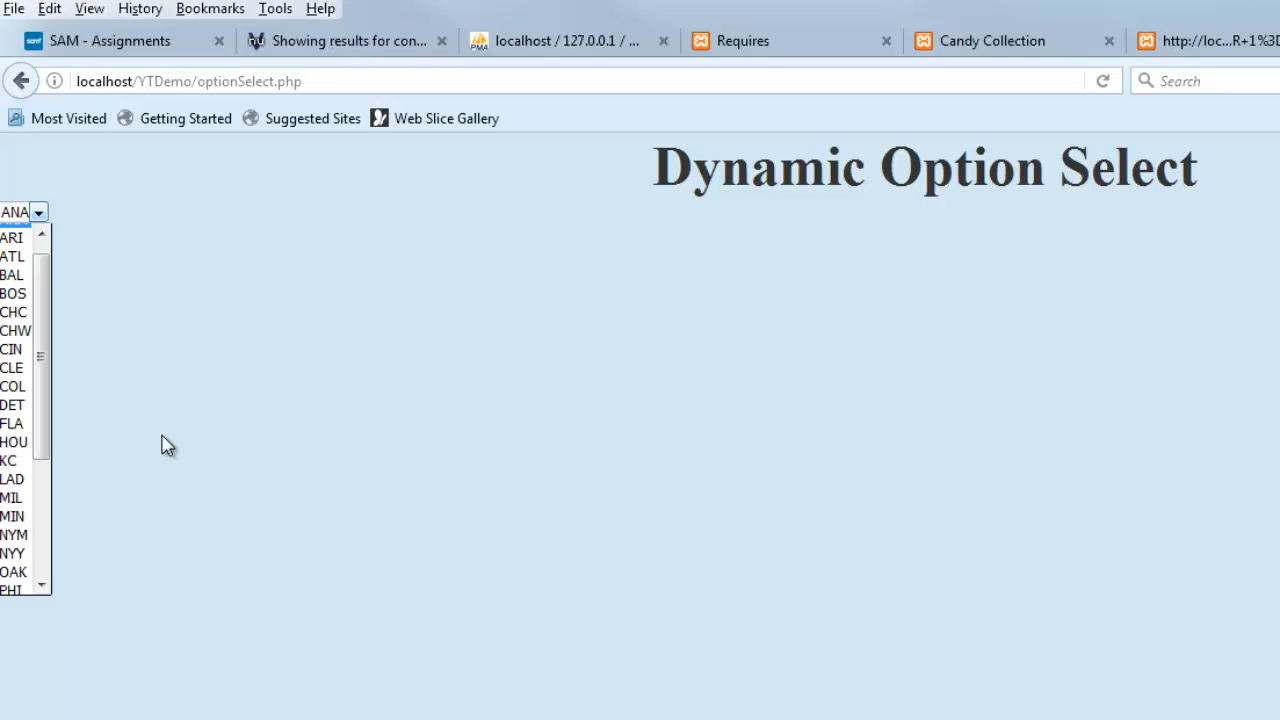 File Edit View History Bookmarks Tools Help
SAM - Assignments
Showing results for con...
localhost / 127.0.0.1 / ...
Requires
Candy Collection
http://loc...R+1%3D
localhost/YTDemo/optionSelect.php
Search
Most Visited Getting Started Suggested Sites Web Slice Gallery
Dynamic Option Select
ANA
ARI
ATL
BAL
BOS
CHC
CHW
CIN
CLE
COL
DET
FLA
HOU
KC
LAD
MIL
MIN
NYM
NYY
OAK
PHI